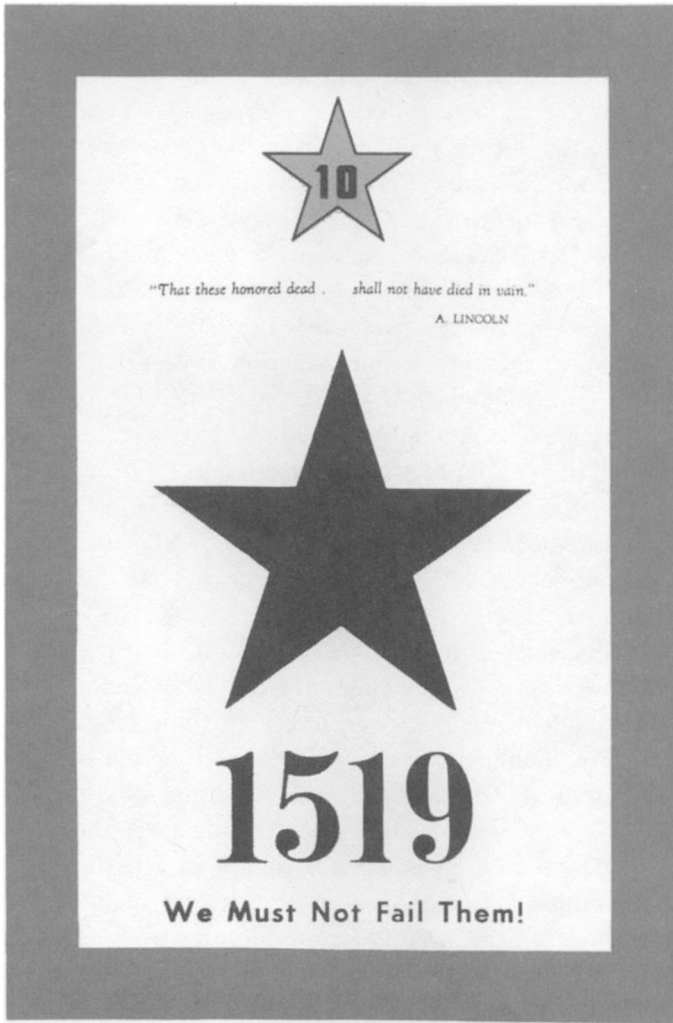 10
"That these honored dead . shall not have died in vain."
A. LINCOLN
1519
We Must Not Fail Them!